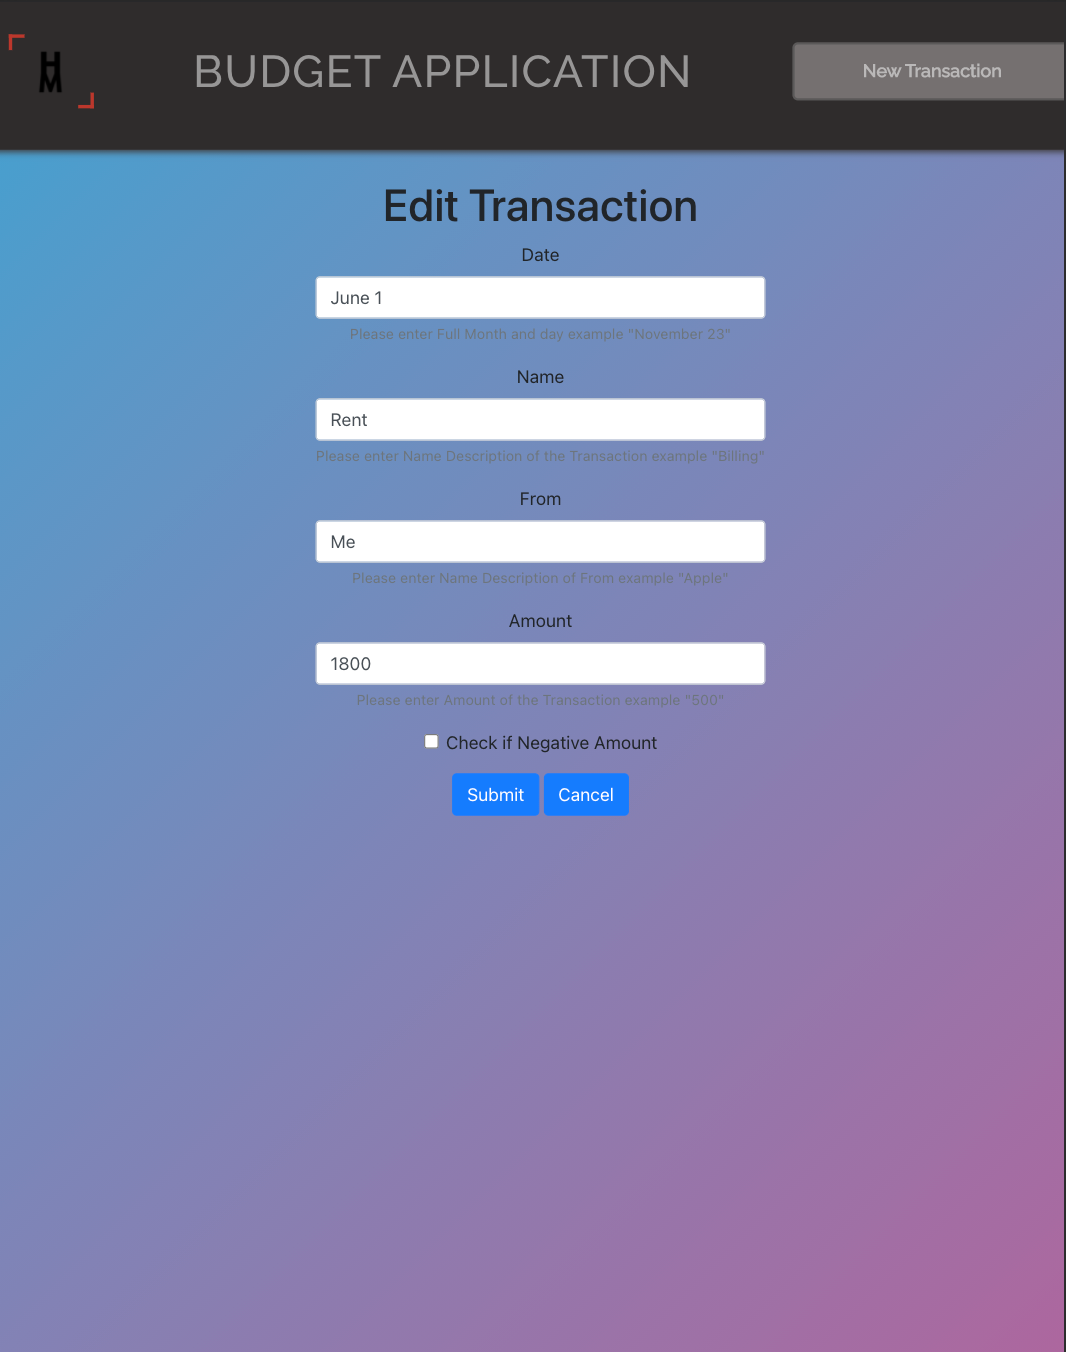 HM
BUDGET APPLICATION
New Transaction
Edit Transaction
Date
June 1
Please enter Full Month and day example "November 23"
Name
Rent
Please enter Name Description of the Transaction example "Billing"
From
Me
Please enter Name Description of From example "Apple"
Amount
1800
Please enter Amount of the Transaction example "500"
Check if Negative Amount
Submit Cancel